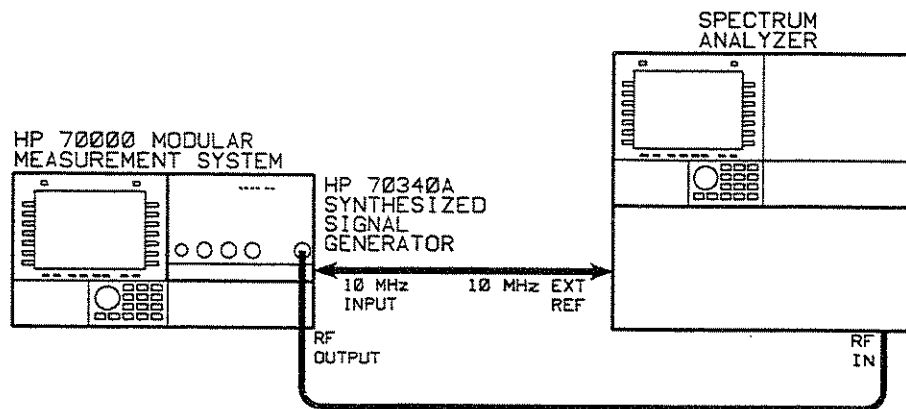 SPECTRUM
ANALYZER
HP 70000 MODULAR
MEASUREMENT SYSTEM
HP 70340A
SYNTHESIZED
SIGNAL
GENERATOR
10 MHz
INPUT
10 MHz EXT
REF
RF
OUTPUT
RF
IN